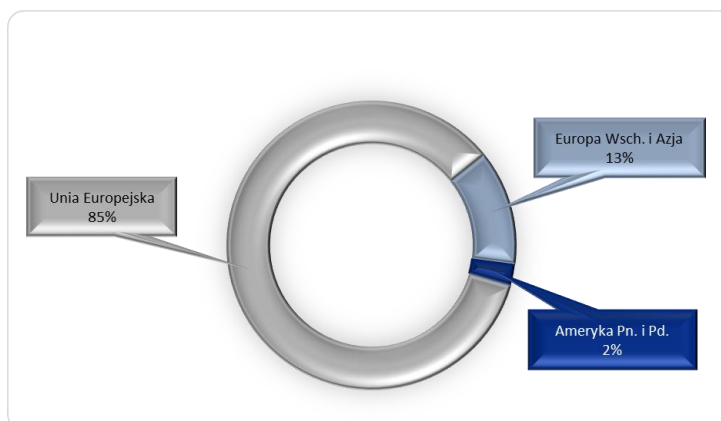 Europa Wsch. i Azja
13%
Unia Europejska
85%
Ameryka Pn. i Pd.
2%